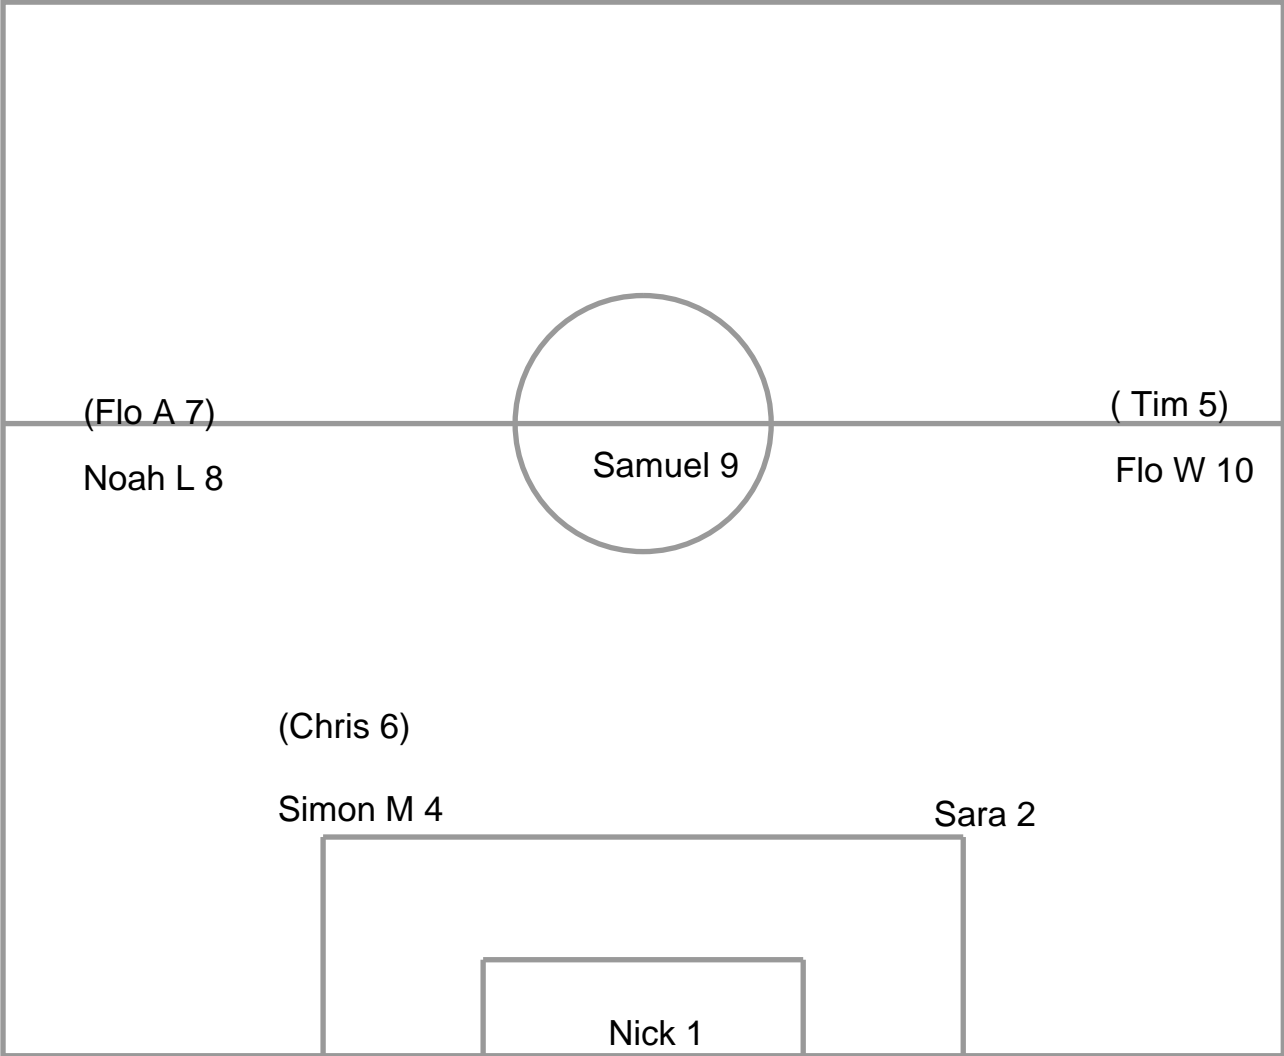 (Flo A 7)
( Tim 5)
Noah L 8
Samuel 9
Flo W 10
(Chris 6)
Simon M 4
Sara 2
Nick 1